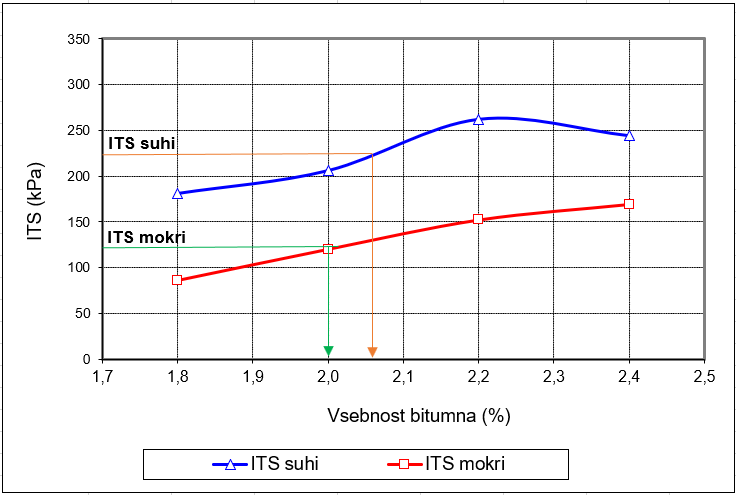 350
300
250
200
150
100
50
0
ITS (kPa)
ITS suhi
ITS mokri
1,7 1,8 1,9 2,0 2,1 2,2 2,3 2,4 2,5
Vsebnost bitumna (%)
ITS suhi ITS mokri